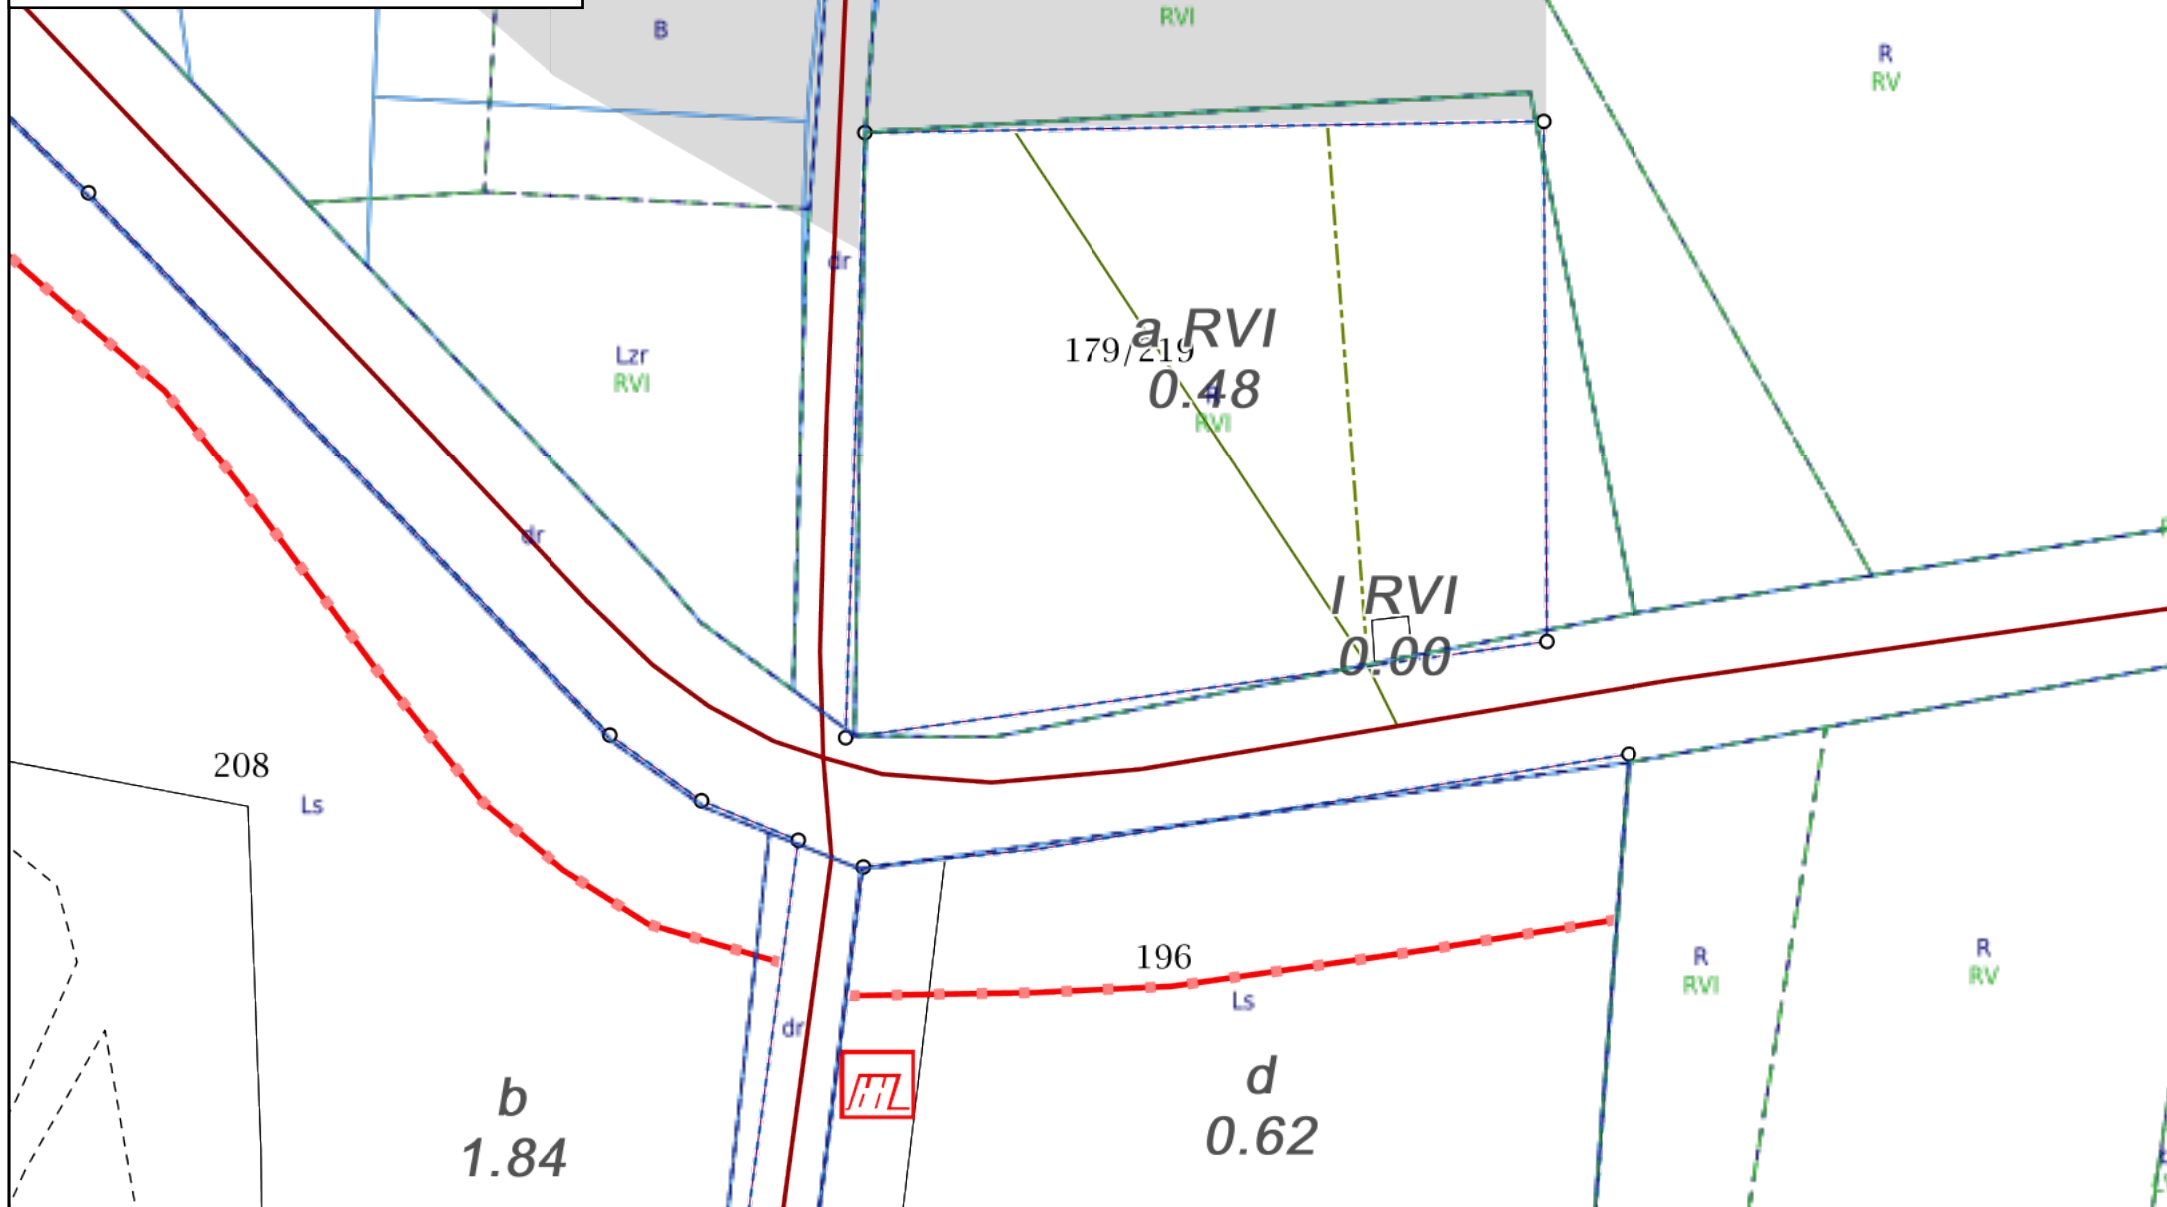 B
RVI
R
RV
dr
Lzr
RVI
a RVI
179/219
0.48
R
RVI
dr
l RVI
0.00
208
Ls
196
Ls
R
RVI
R
RV
dr
b
1.84
d
0.62